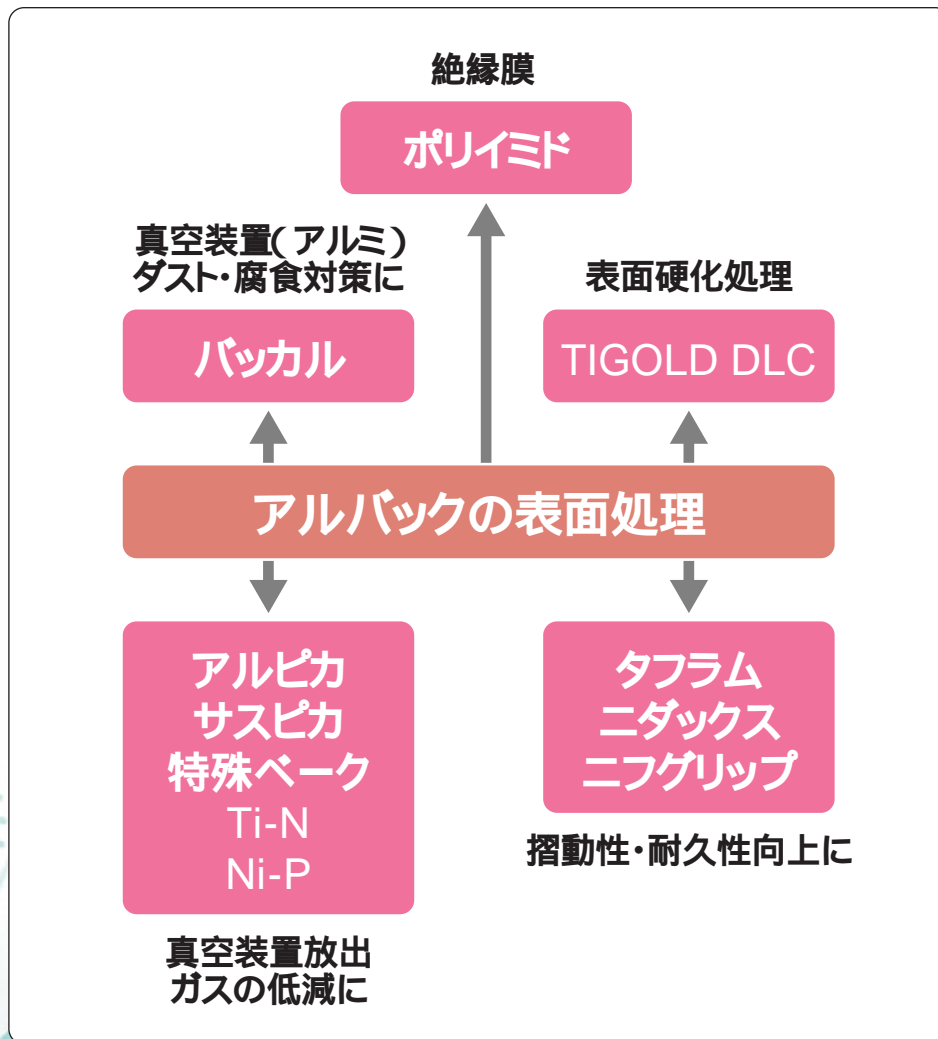 絶縁膜
ポリイミド
真空装置(アルミ)
ダスト・腐食対策に
バッカル
表面硬化処理
TIGOLD DLC
アルバックの表面処理
アルピカ
サスピカ
特殊ベーク
Ti-N
Ni-P
真空装置放出
ガスの低減に
タフラム
ニダックス
ニフグリップ
摺動性・耐久性向上に